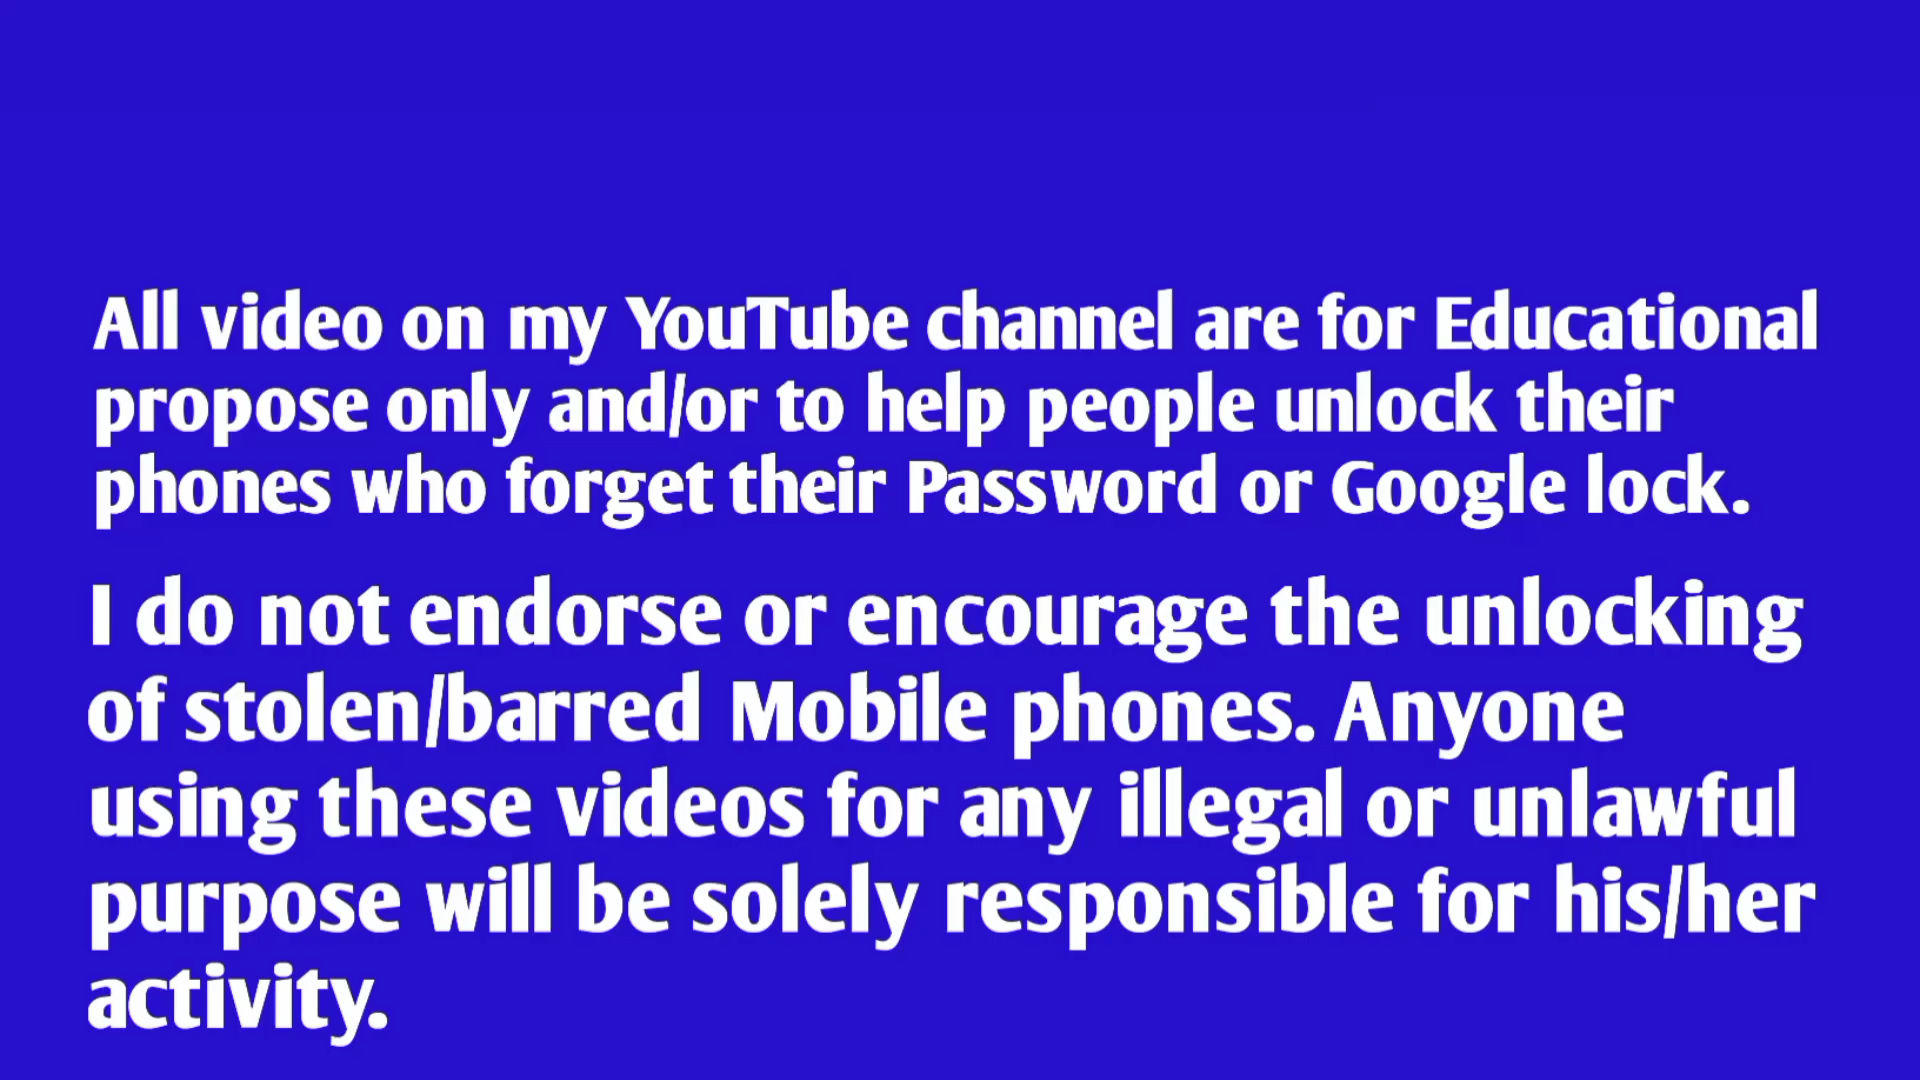 All video on my YouTube channel are for Educational
propose only and/or to help people unlock their
phones who forget their Password or Google lock.
I do not endorse or encourage the unlocking
of stolen/barred Mobile phones. Anyone
using these videos for any illegal or unlawful
purpose will be solely responsible for his/her
activity.